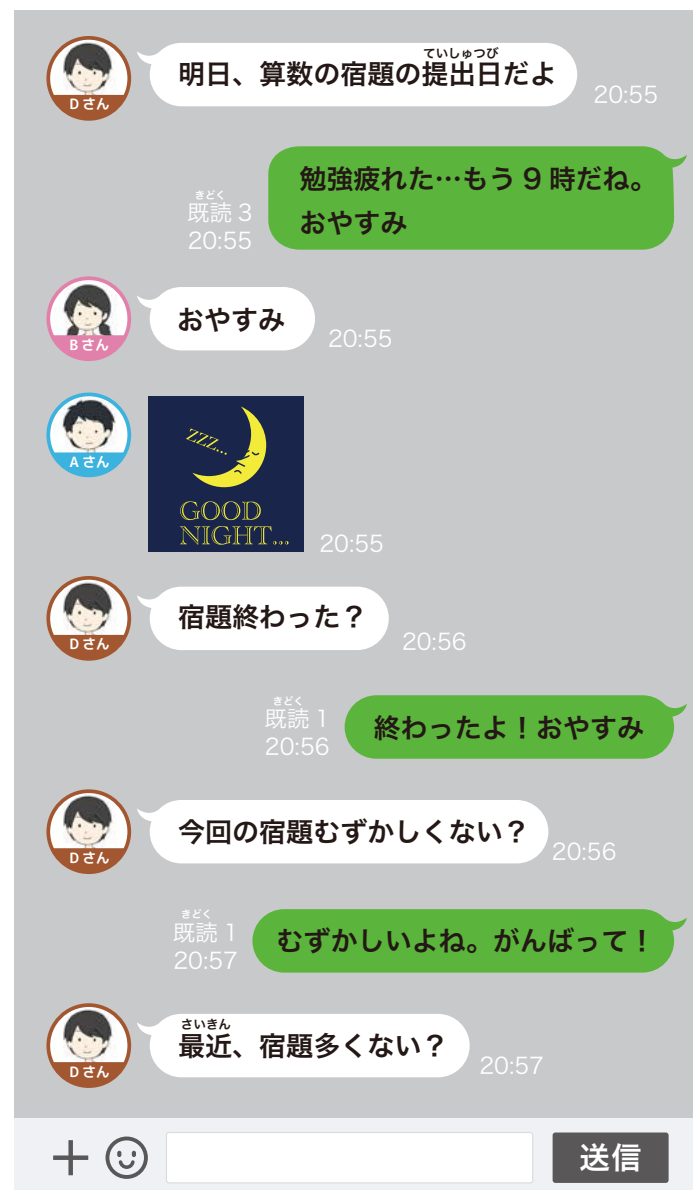 ていしゅつび
明日、算数の宿題の提出日だよ
Dさん
20:55
勉強疲れた…もう9時だね。
おやすみ
きどく
既読 3
20:55
おやすみ
Bさん
20:55
zzz...
GOOD
NIGHT...
Aさん
20:55
宿題終わった？
Dさん
20:56
きどく
既読 1
20:56
終わったよ！おやすみ
今回の宿題むずかしくない？
Dさん
20:56
きどく
既読 1
20:57
むずかしいよね。がんばって！
さいきん
最近、宿題多くない？
Dさん
20:57
送信